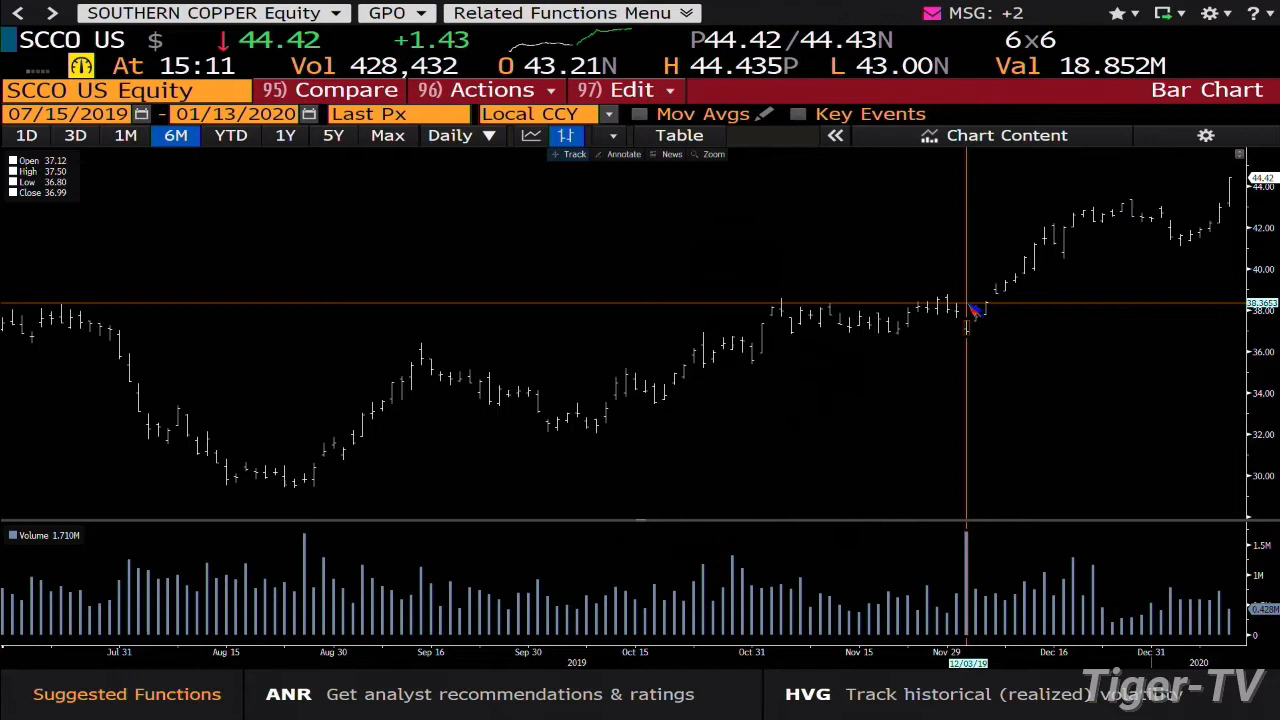 SOUTHERN COPPER Equity GPO Related Functions Menu MSG: +2
SCCO US $ 44.42 +1.43 P44.42/44.43N 6x6
At 15:11 Vol 428,432 O 43.21N H 44.435P L 43.00N Val 18.852M
SCCO US Equity 95) Compare 96) Actions 97) Edit Bar Chart
07/15/2019 - 01/13/2020 Last Px Local CCY Mov Avgs Key Events
1D 3D 1M 6M YTD 1Y 5Y Max Daily Table Chart Content
Track Annotate News Zoom
Open 37.12
High 37.50
Low 36.80
Close 36.99
44.42
44.00
42.00
40.00
38.3653
38.00
36.00
34.00
32.00
30.00
Volume 1.710M
1.5M
1M
0.428M
0
Jul 31 Aug 15 Aug 30 Sep 16 Sep 30 Oct 15 Oct 31 Nov 15 Nov 29 Dec 16 Dec 31
2019 12/03/19 2020
Suggested Functions ANR Get analyst recommendations & ratings HVG Track historical (realized) volatility
Tiger-TV